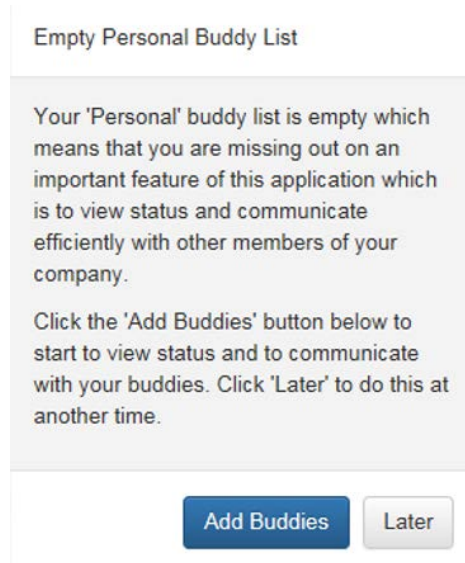 Empty Personal Buddy List
Your 'Personal' buddy list is empty which
means that you are missing out on an
important feature of this application which
is to view status and communicate
efficiently with other members of your
company.
Click the 'Add Buddies' button below to
start to view status and to communicate
with your buddies. Click 'Later' to do this at
another time.
Add Buddies Later